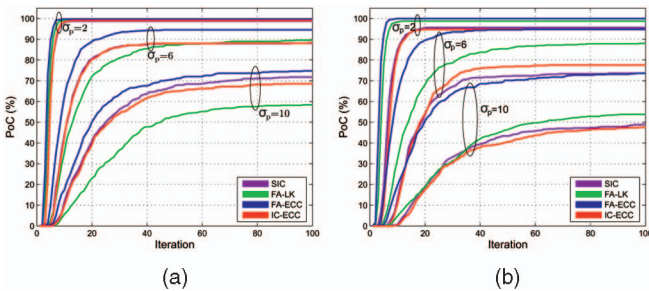 100
90
80
70
60
50
40
30
20
10
0
PoC (%)
σp=2
σp=6
σp=10
SIC
FA-LK
FA-ECC
IC-ECC
0 20 40 60 80 100
Iteration
(a)
100
90
80
70
60
50
40
30
20
10
0
PoC (%)
σp=2
σp=6
σp=10
SIC
FA-LK
FA-ECC
IC-ECC
0 20 40 60 80 100
Iteration
(b)